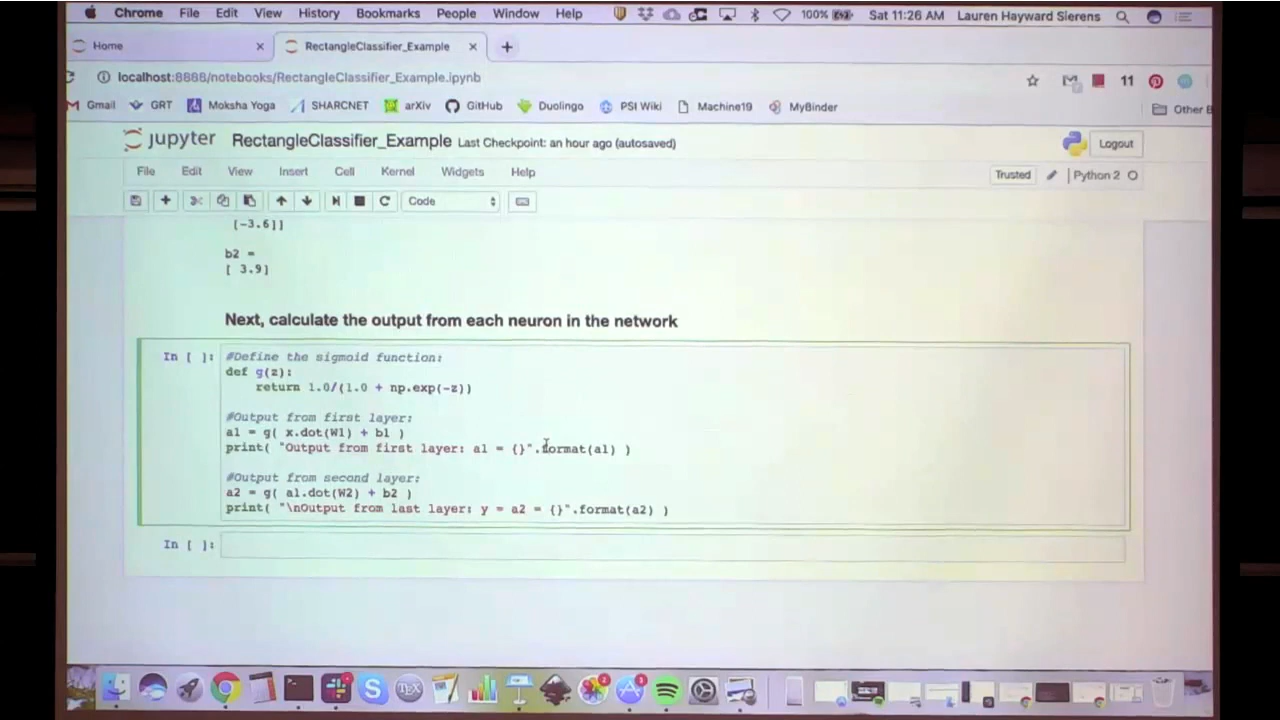 Chrome File Edit View History Bookmarks People Window Help 100% Sat 11:26 AM Lauren Hayward Sierens
Home RectangleClassifier_Example
localhost:8888/notebooks/RectangleClassifier_Example.ipynb 11
Gmail GRT Moksha Yoga SHARCNET arXiv GitHub Duolingo PSI Wiki Machine19 MyBinder Other B
jupyter RectangleClassifier_Example Last Checkpoint: an hour ago (autosaved) Logout
File Edit View Insert Cell Kernel Widgets Help Trusted Python 2
Code
[-3.6]]
b2 =
[ 3.9]
Next, calculate the output from each neuron in the network
In [ ]: #Define the sigmoid function:
def g(z):
return 1.0/(1.0 + np.exp(-z))
#Output from first layer:
a1 = g( x.dot(W1) + b1 )
print( "Output from first layer: a1 = {}".format(a1) )
#Output from second layer:
a2 = g( a1.dot(W2) + b2 )
print( "\nOutput from last layer: y = a2 = {}".format(a2) )
In [ ]:
TEX